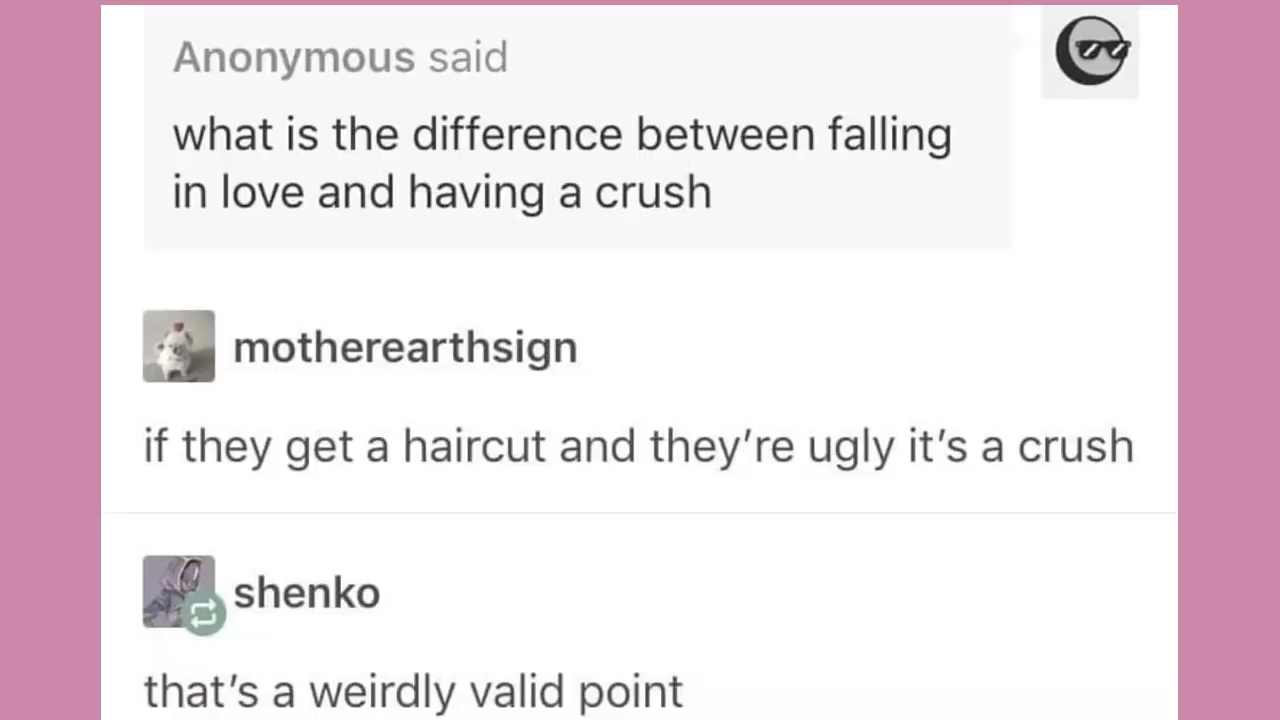 Anonymous said
what is the difference between falling
in love and having a crush
motherearthsign
if they get a haircut and they’re ugly it’s a crush
shenko
that’s a weirdly valid point